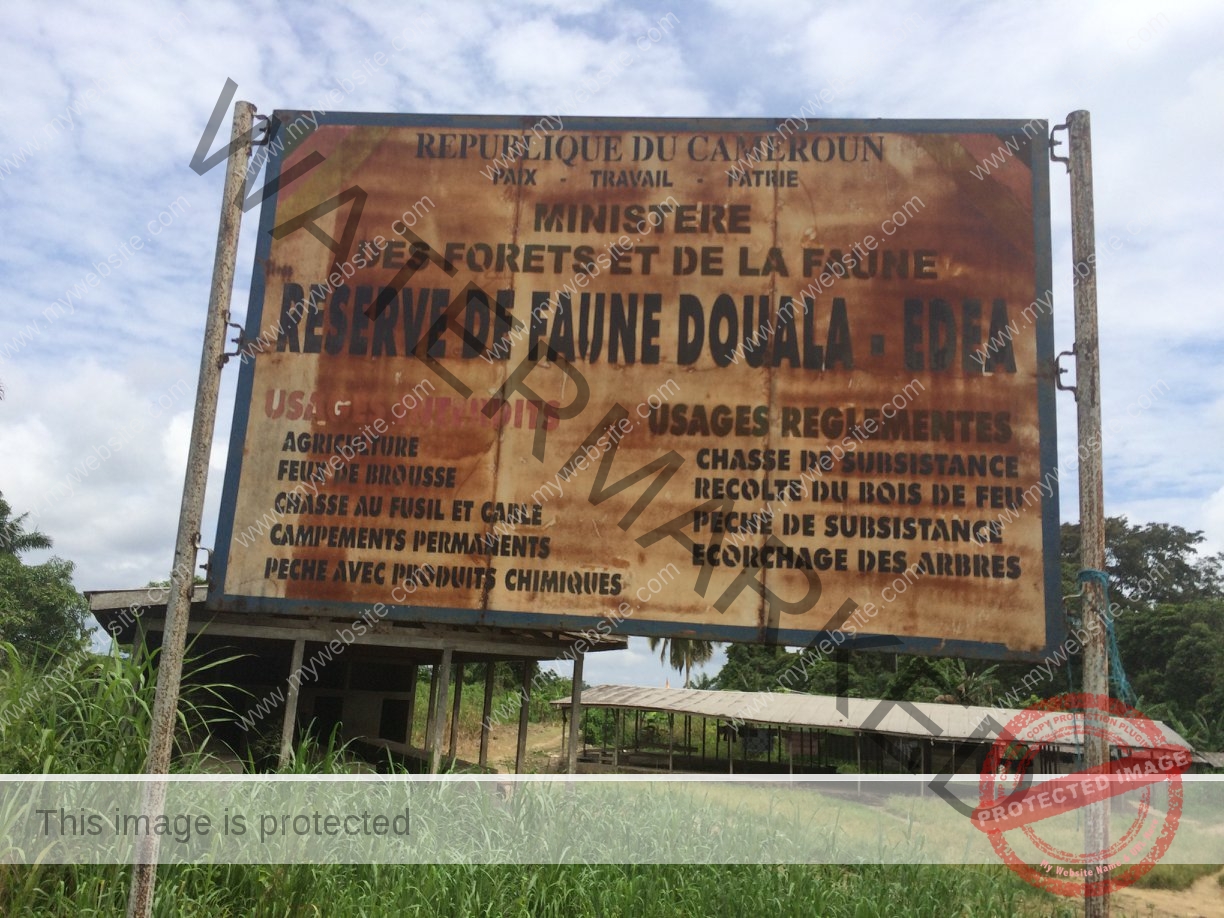 REPUBLIQUE DU CAMEROUN
PAIX - TRAVAIL - PATRIE
MINISTERE
DES FORETS ET DE LA FAUNE
RESERVE DE FAUNE DOUALA - EDEA
USAGES INTERDITS
AGRICULTURE
FEUX DE BROUSSE
CHASSE AU FUSIL ET CABLE
CAMPEMENTS PERMANENTS
PECHE AVEC PRODUITS CHIMIQUES
USAGES REGLEMENTES
CHASSE DE SUBSISTANCE
RECOLTE DU BOIS DE FEU
PECHE DE SUBSISTANCE
ECORCHAGE DES ARBRES
WATERMARKED
www.mywebsite.com
This image is protected
PROTECTED IMAGE